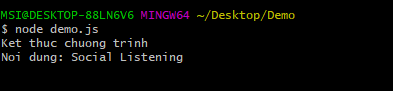 MSI@DESKTOP-88LN6V6 MINGW64 ~/Desktop/Demo
$ node demo.js
Ket thuc chuong trinh
Noi dung: Social Listening